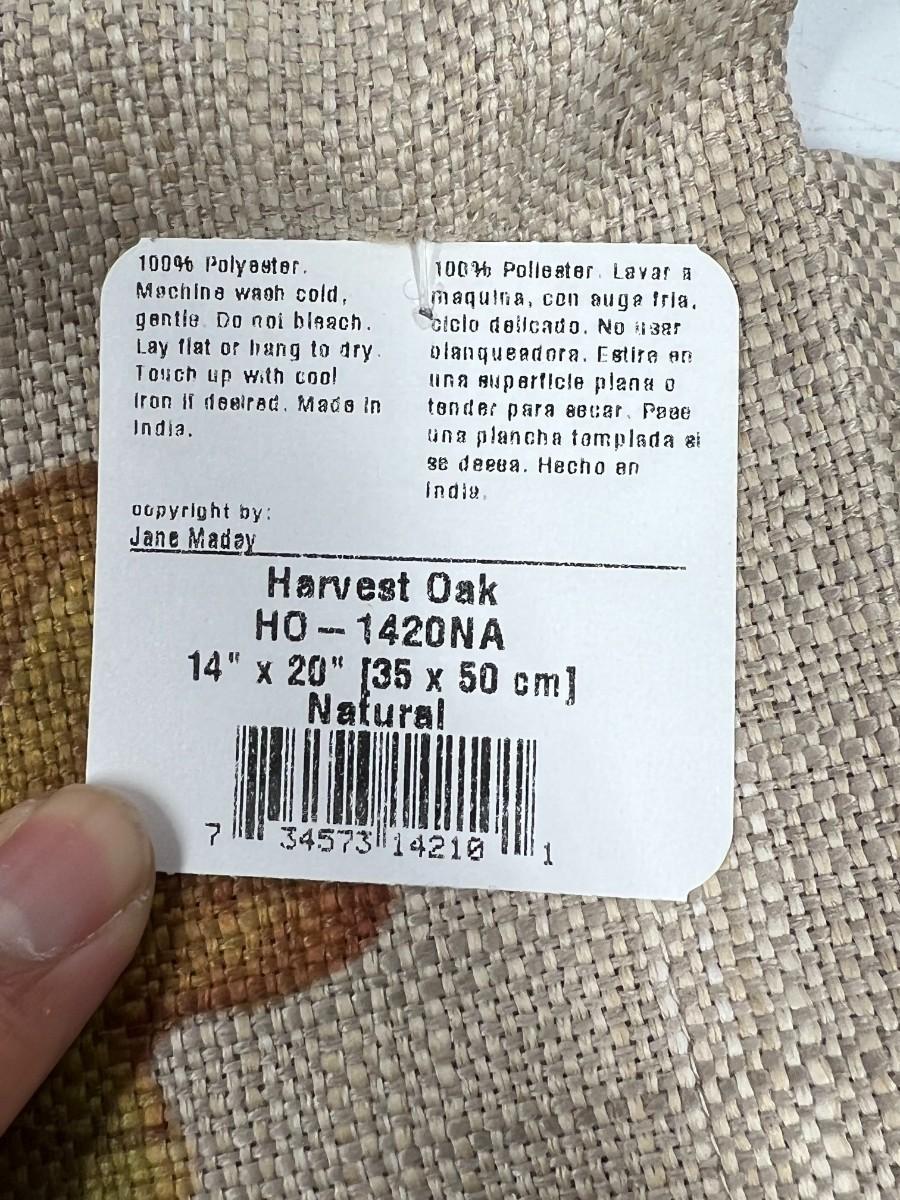 100% Polyester.
Machine wash cold,
gentle. Do not bleach.
Lay flat or hang to dry.
Touch up with cool
iron if desired. Made in
India.
copyright by:
Jane Maday
100% Poliester. Lavar a
maquina, con auga fria,
ciclo delicado. No usar
blanqueadora. Estire en
una superficie plana o
tender para secar. Pase
una plancha templada si
se desea. Hecho en
India.
Harvest Oak
HO - 1420NA
14" x 20" [35 x 50 cm]
Natural
7 34573 14210 1